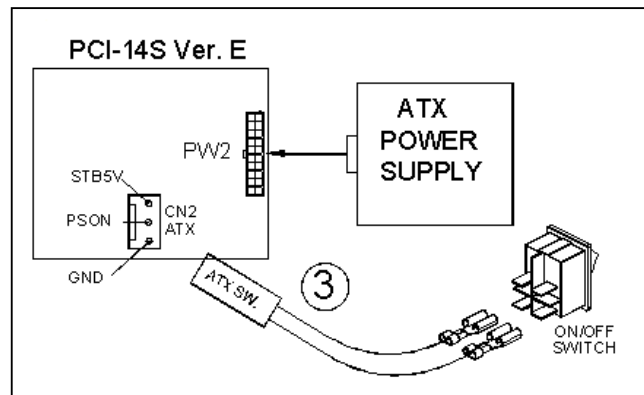 PCI-14S Ver. E
ATX
POWER
SUPPLY
PW2
STB5V
PSON
CN2
ATX
GND
ATX SW.
3
ON/OFF
SWITCH